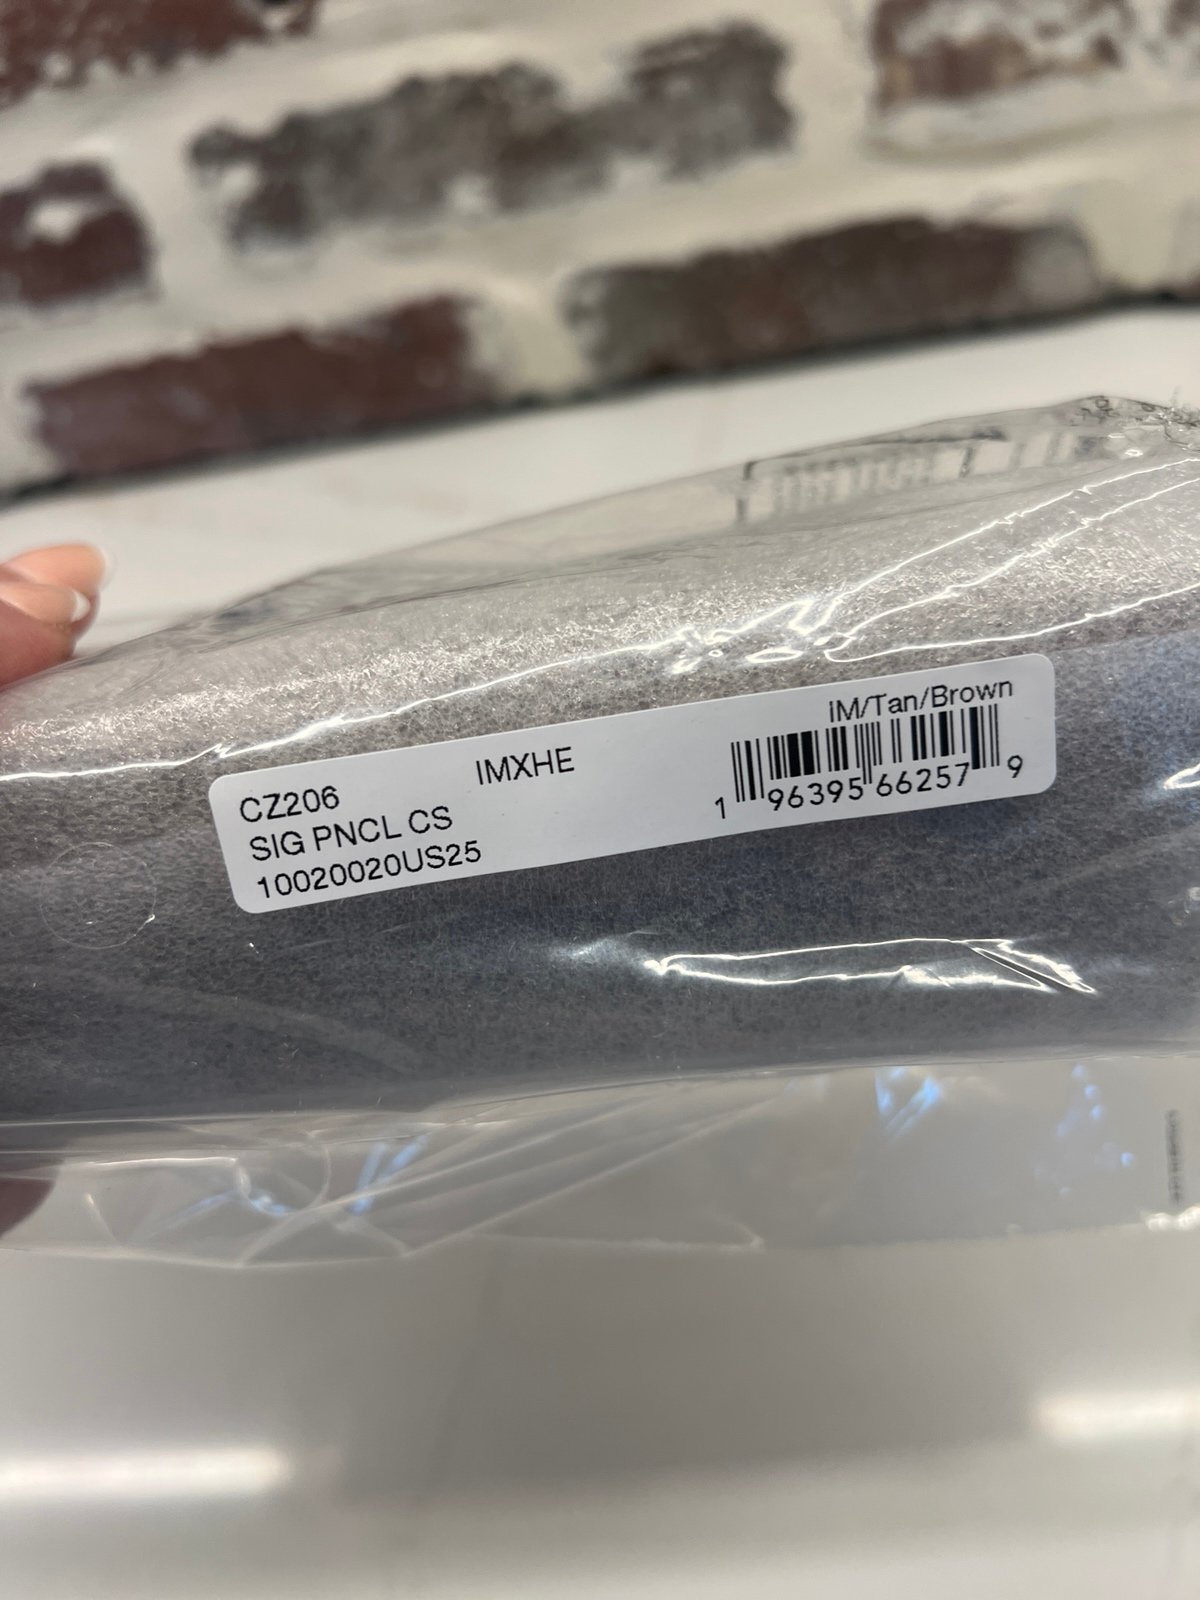 IM/Tan/Brown
CZ206 IMXHE
SIG PNCL CS
10020020US25
1 96395 66257 9